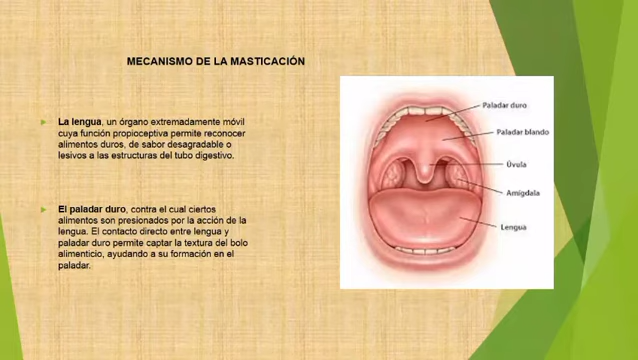 MECANISMO DE LA MASTICACIÓN
La lengua, un órgano extremadamente móvil
cuya función propioceptiva permite reconocer
alimentos duros, de sabor desagradable o
lesivos a las estructuras del tubo digestivo.
El paladar duro, contra el cual ciertos
alimentos son presionados por la acción de la
lengua. El contacto directo entre lengua y
paladar duro permite captar la textura del bolo
alimenticio, ayudando a su formación en el
paladar.
Paladar duro
Paladar blando
Úvula
Amígdala
Lengua